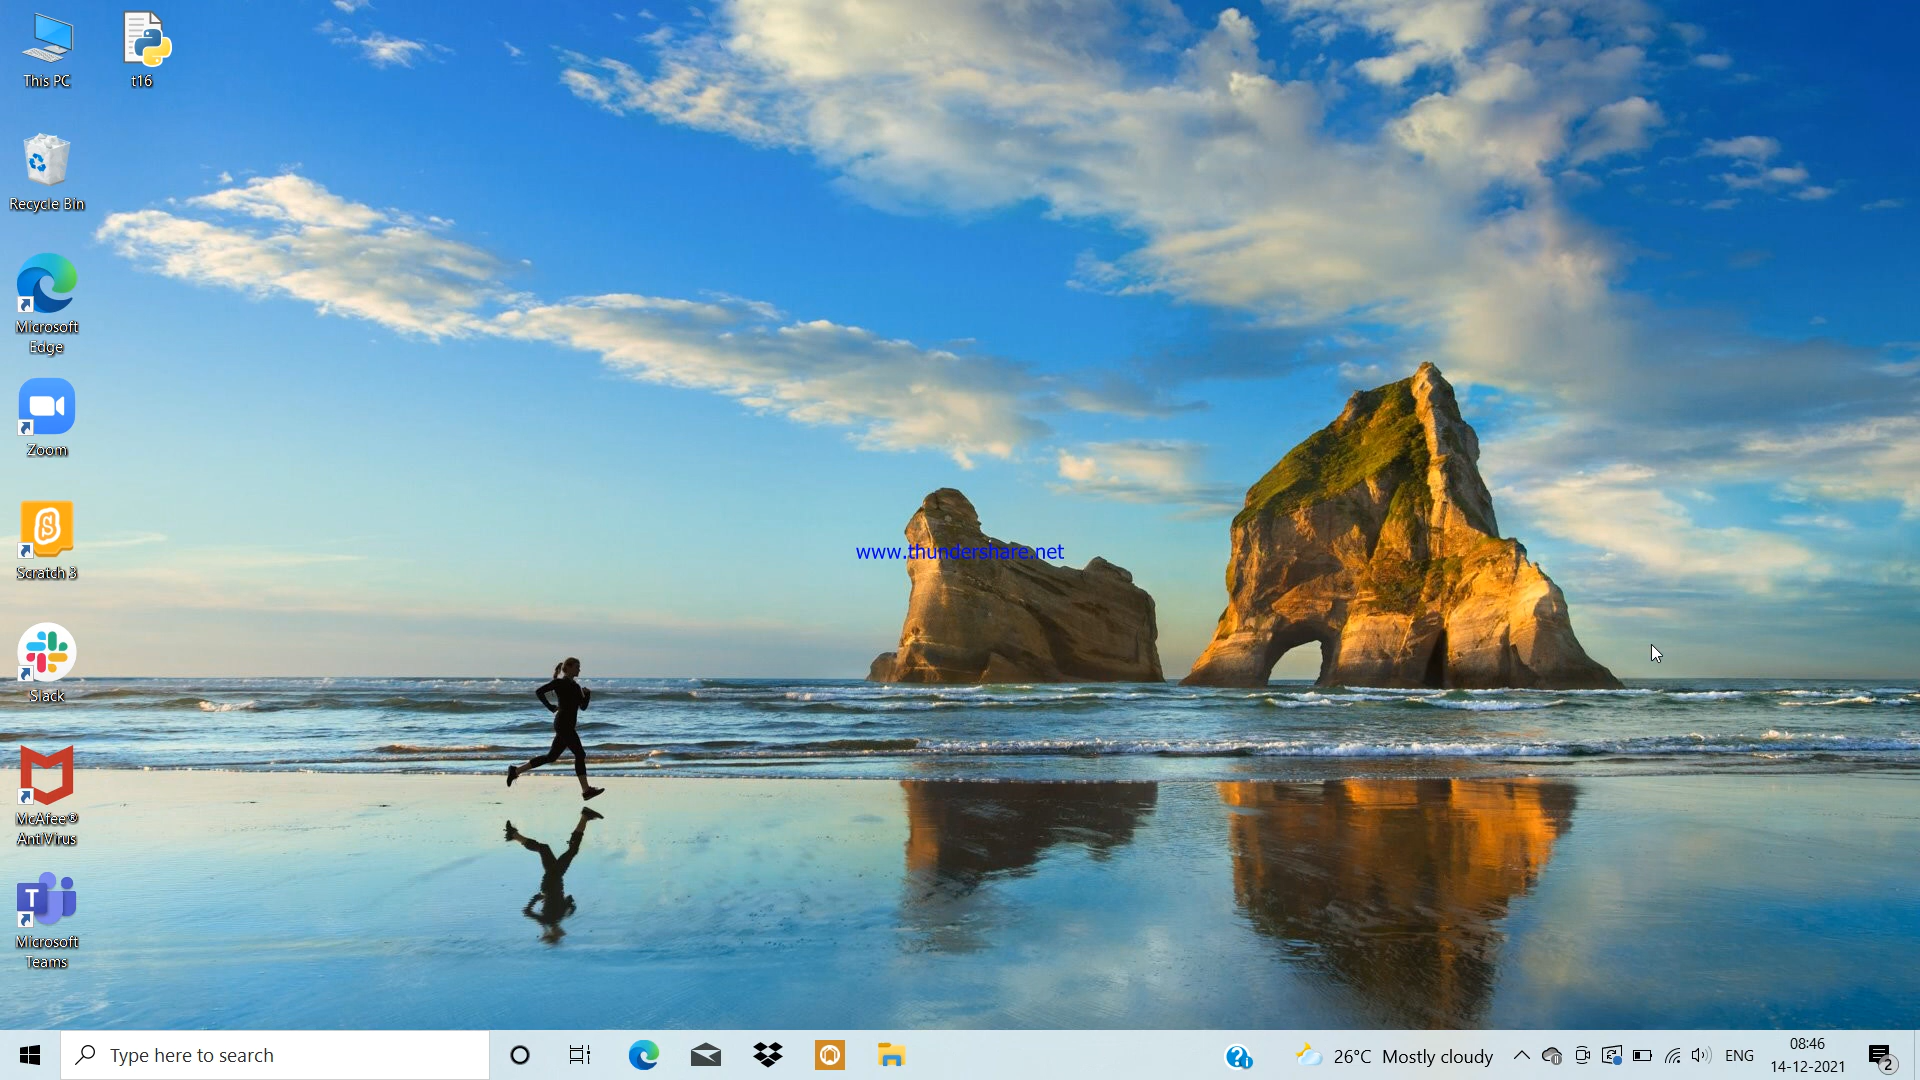 This PC
t16
Recycle Bin
Microsoft
Edge
Zoom
Scratch 3
Slack
McAfee®
AntiVirus
T
Microsoft
Teams
www.thundershare.net
Type here to search
26°C Mostly cloudy
ENG
08:46
14-12-2021
2